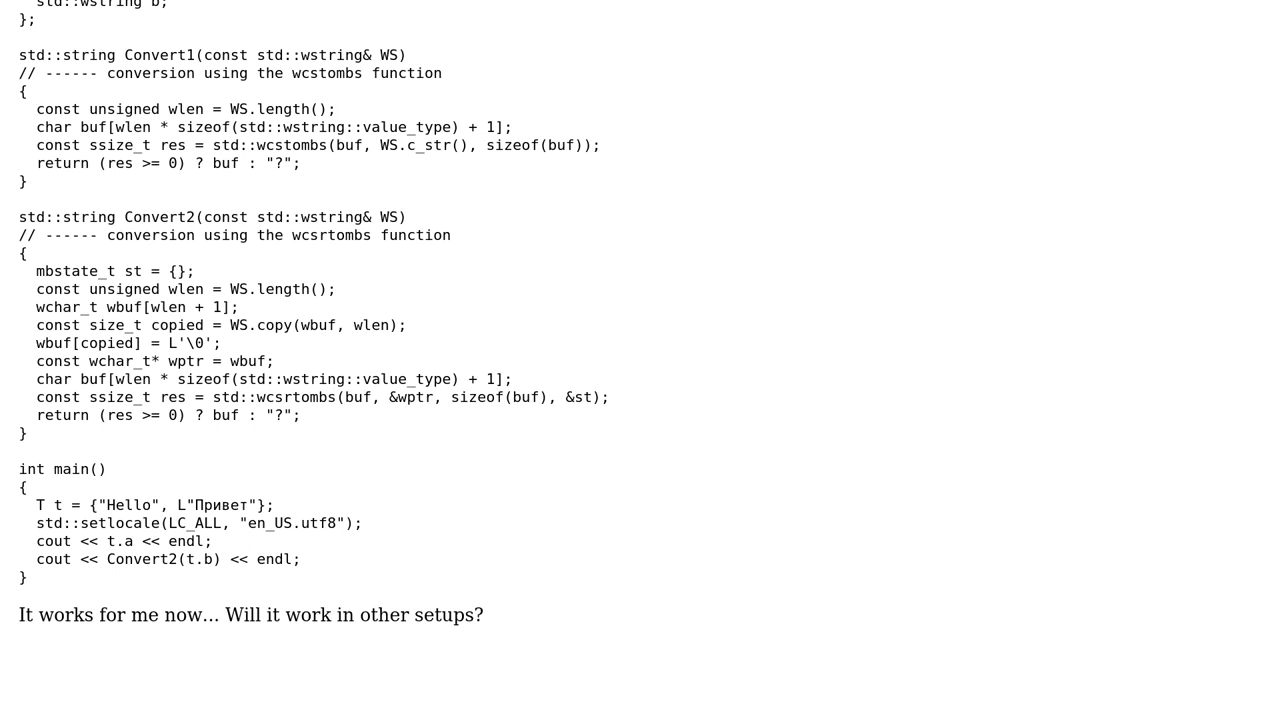 std::wstring b;
};

std::string Convert1(const std::wstring& WS)
// ------ conversion using the wcstombs function
{
  const unsigned wlen = WS.length();
  char buf[wlen * sizeof(std::wstring::value_type) + 1];
  const ssize_t res = std::wcstombs(buf, WS.c_str(), sizeof(buf));
  return (res >= 0) ? buf : "?";
}

std::string Convert2(const std::wstring& WS)
// ------ conversion using the wcsrtombs function
{
  mbstate_t st = {};
  const unsigned wlen = WS.length();
  wchar_t wbuf[wlen + 1];
  const size_t copied = WS.copy(wbuf, wlen);
  wbuf[copied] = L'\0';
  const wchar_t* wptr = wbuf;
  char buf[wlen * sizeof(std::wstring::value_type) + 1];
  const ssize_t res = std::wcsrtombs(buf, &wptr, sizeof(buf), &st);
  return (res >= 0) ? buf : "?";
}

int main()
{
  T t = {"Hello", L"Привет"};
  std::setlocale(LC_ALL, "en_US.utf8");
  cout << t.a << endl;
  cout << Convert2(t.b) << endl;
}
It works for me now... Will it work in other setups?